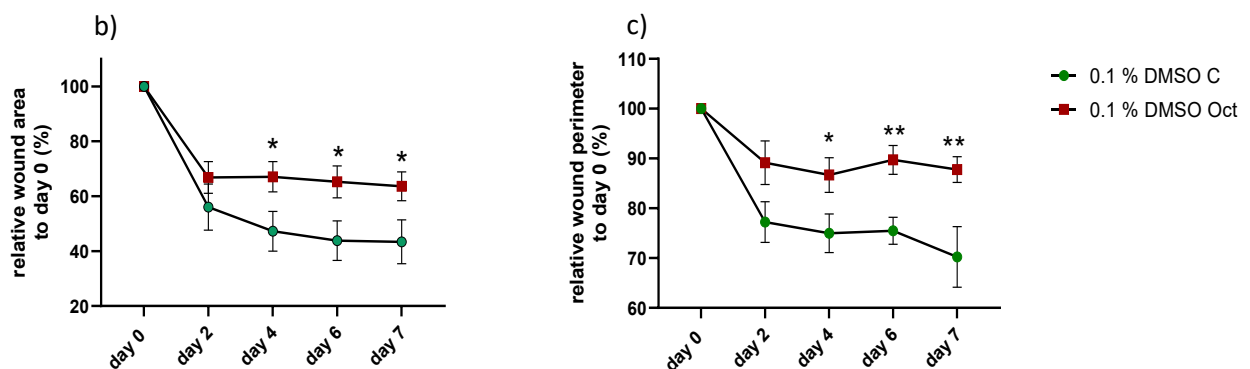 b)
relative wound area
to day 0 (%)
100
80
60
40
20
* * *
day 0 day 2 day 4 day 6 day 7
c)
relative wound perimeter
to day 0 (%)
110
100
90
80
70
60
* ** **
day 0 day 2 day 4 day 6 day 7
0.1 % DMSO C
0.1 % DMSO Oct